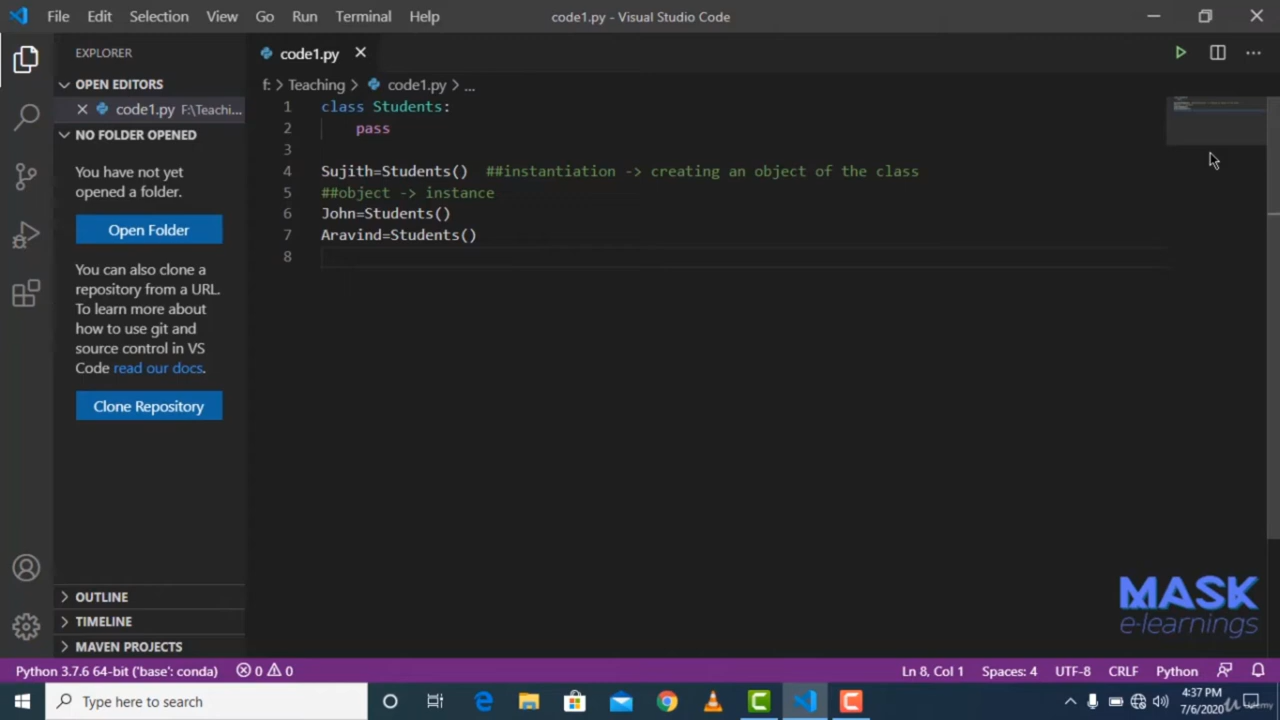 File Edit Selection View Go Run Terminal Help code1.py - Visual Studio Code
EXPLORER
OPEN EDITORS
code1.py F:\Teachi...
NO FOLDER OPENED
You have not yet
opened a folder.
Open Folder
You can also clone a
repository from a URL.
To learn more about
how to use git and
source control in VS
Code read our docs.
Clone Repository
OUTLINE
TIMELINE
MAVEN PROJECTS
code1.py
f: > Teaching > code1.py > ...
1 class Students:
2 pass
3
4 Sujith=Students() ##instantiation -> creating an object of the class
5 ##object -> instance
6 John=Students()
7 Aravind=Students()
8
MASK
e-learnings
Python 3.7.6 64-bit ('base': conda) 0 0 Ln 8, Col 1 Spaces: 4 UTF-8 CRLF Python
Type here to search
4:37 PM
7/6/2020
Udemy